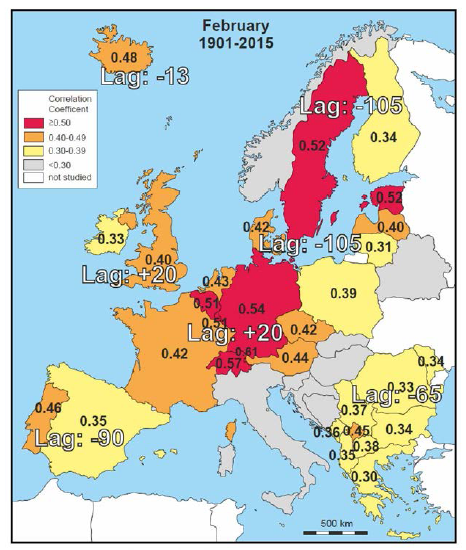 February
1901-2015
0.48
Lag: -13
Correlation
Coefficent
≥0.50
0.40-0.49
0.30-0.39
<0.30
not studied
Lag: -105
0.52
0.34
0.52
0.40
0.31
0.42
Lag: -105
0.33
0.40
Lag: +20
0.43
0.51
0.54
0.39
0.51
Lag: +20
0.42
0.42
0.61
0.57
0.44
0.34
0.33
Lag: -65
0.37
0.46
0.35
Lag: -90
0.36
0.45
0.34
0.38
0.35
0.30
500 km